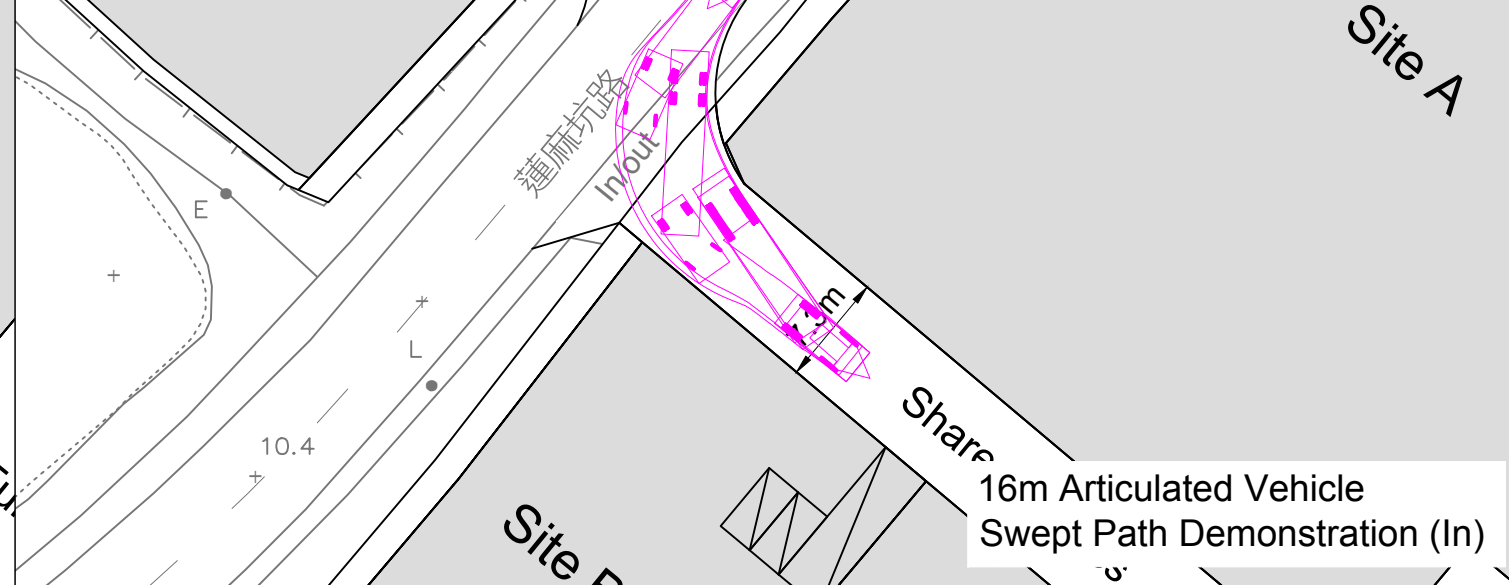 Site A
蓮麻坑路
In/out
E
L
10.4
Share
16m Articulated Vehicle
Swept Path Demonstration (In)
Site